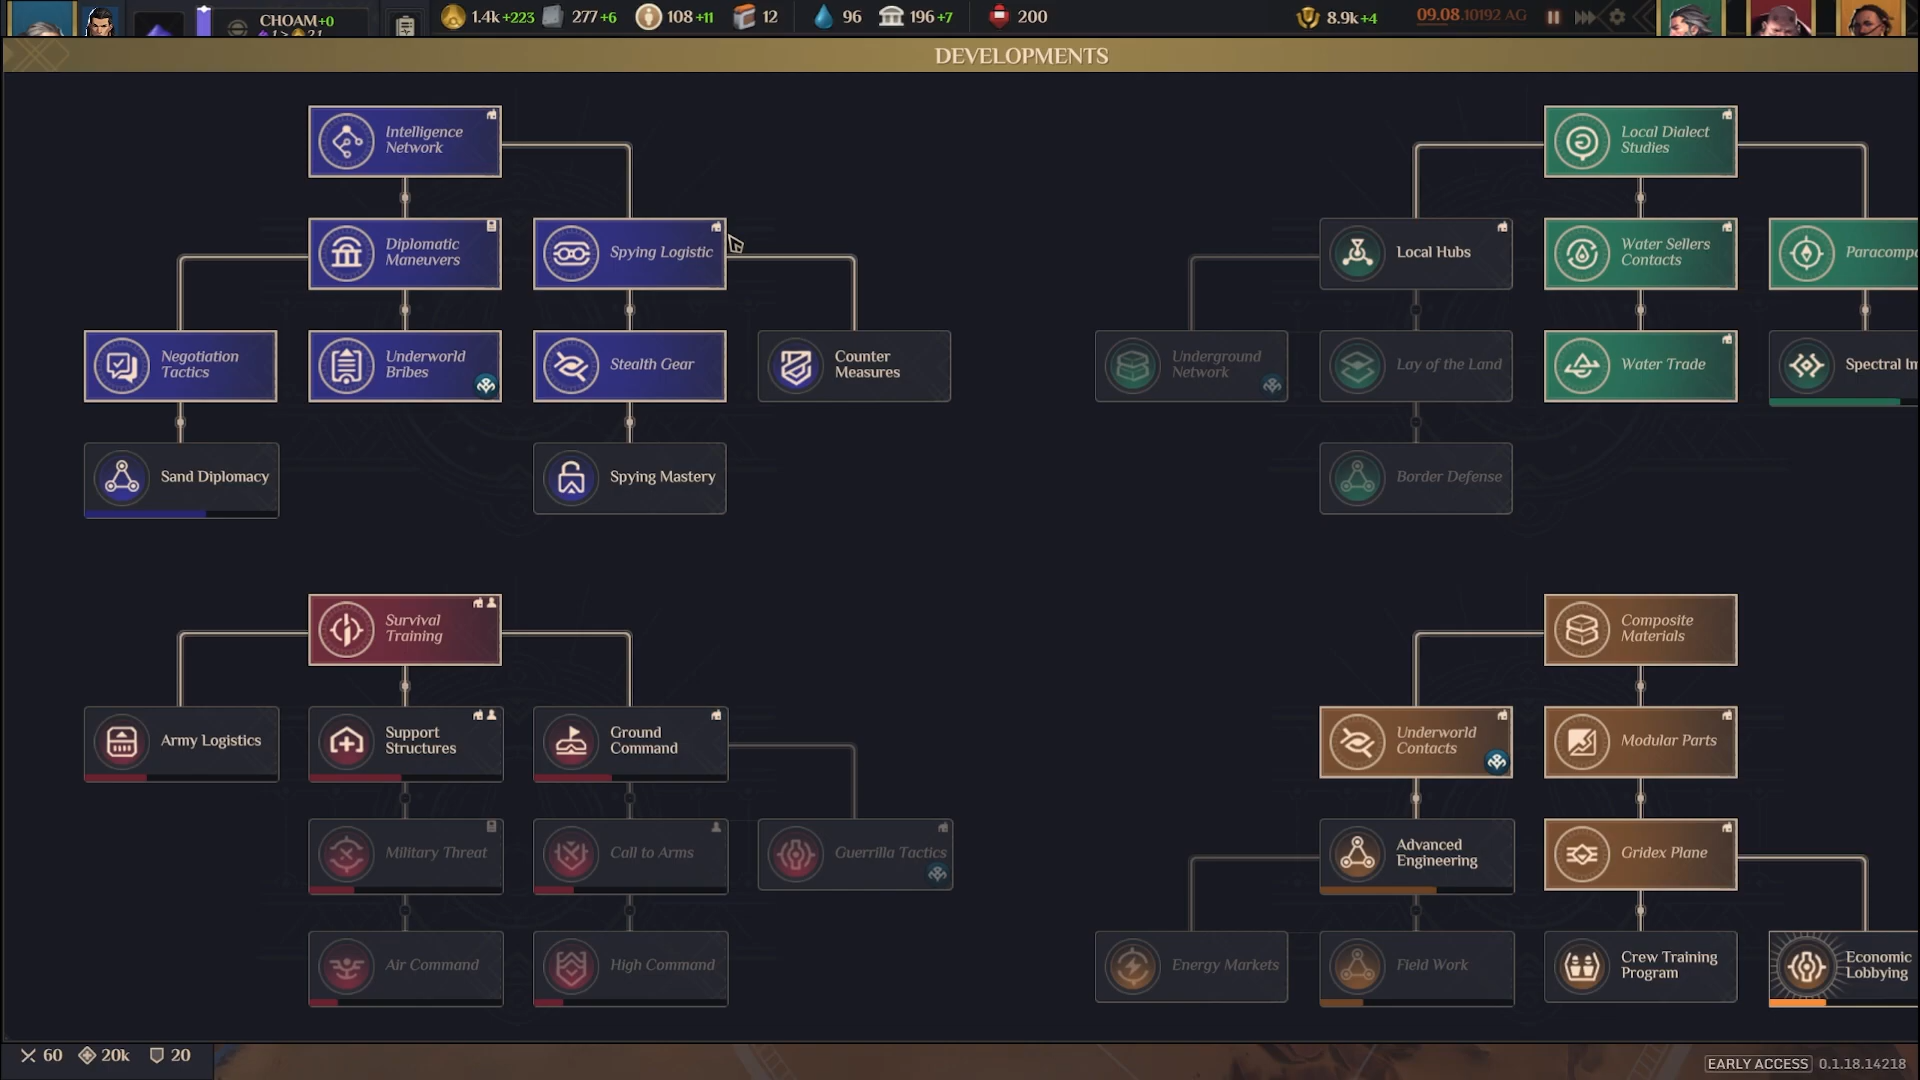 CHOAM +0
1.4k +223
277 +6
108 +11
12
96
196 +7
200
8.9k +4
09.08.10192 AG
DEVELOPMENTS
Intelligence
Network
Diplomatic
Maneuvers
Spying Logistic
Negotiation
Tactics
Underworld
Bribes
Stealth Gear
Counter
Measures
Sand Diplomacy
Spying Mastery
Local Dialect
Studies
Local Hubs
Water Sellers
Contacts
Paracompa
Underground
Network
Lay of the Land
Water Trade
Spectral In
Border Defense
Survival
Training
Army Logistics
Support
Structures
Ground
Command
Military Threat
Call to Arms
Guerrilla Tactics
Air Command
High Command
Composite
Materials
Underworld
Contacts
Modular Parts
Advanced
Engineering
Gridex Plane
Energy Markets
Field Work
Crew Training
Program
Economic
Lobbying
60
20k
20
EARLY ACCESS 0.1.18.14218